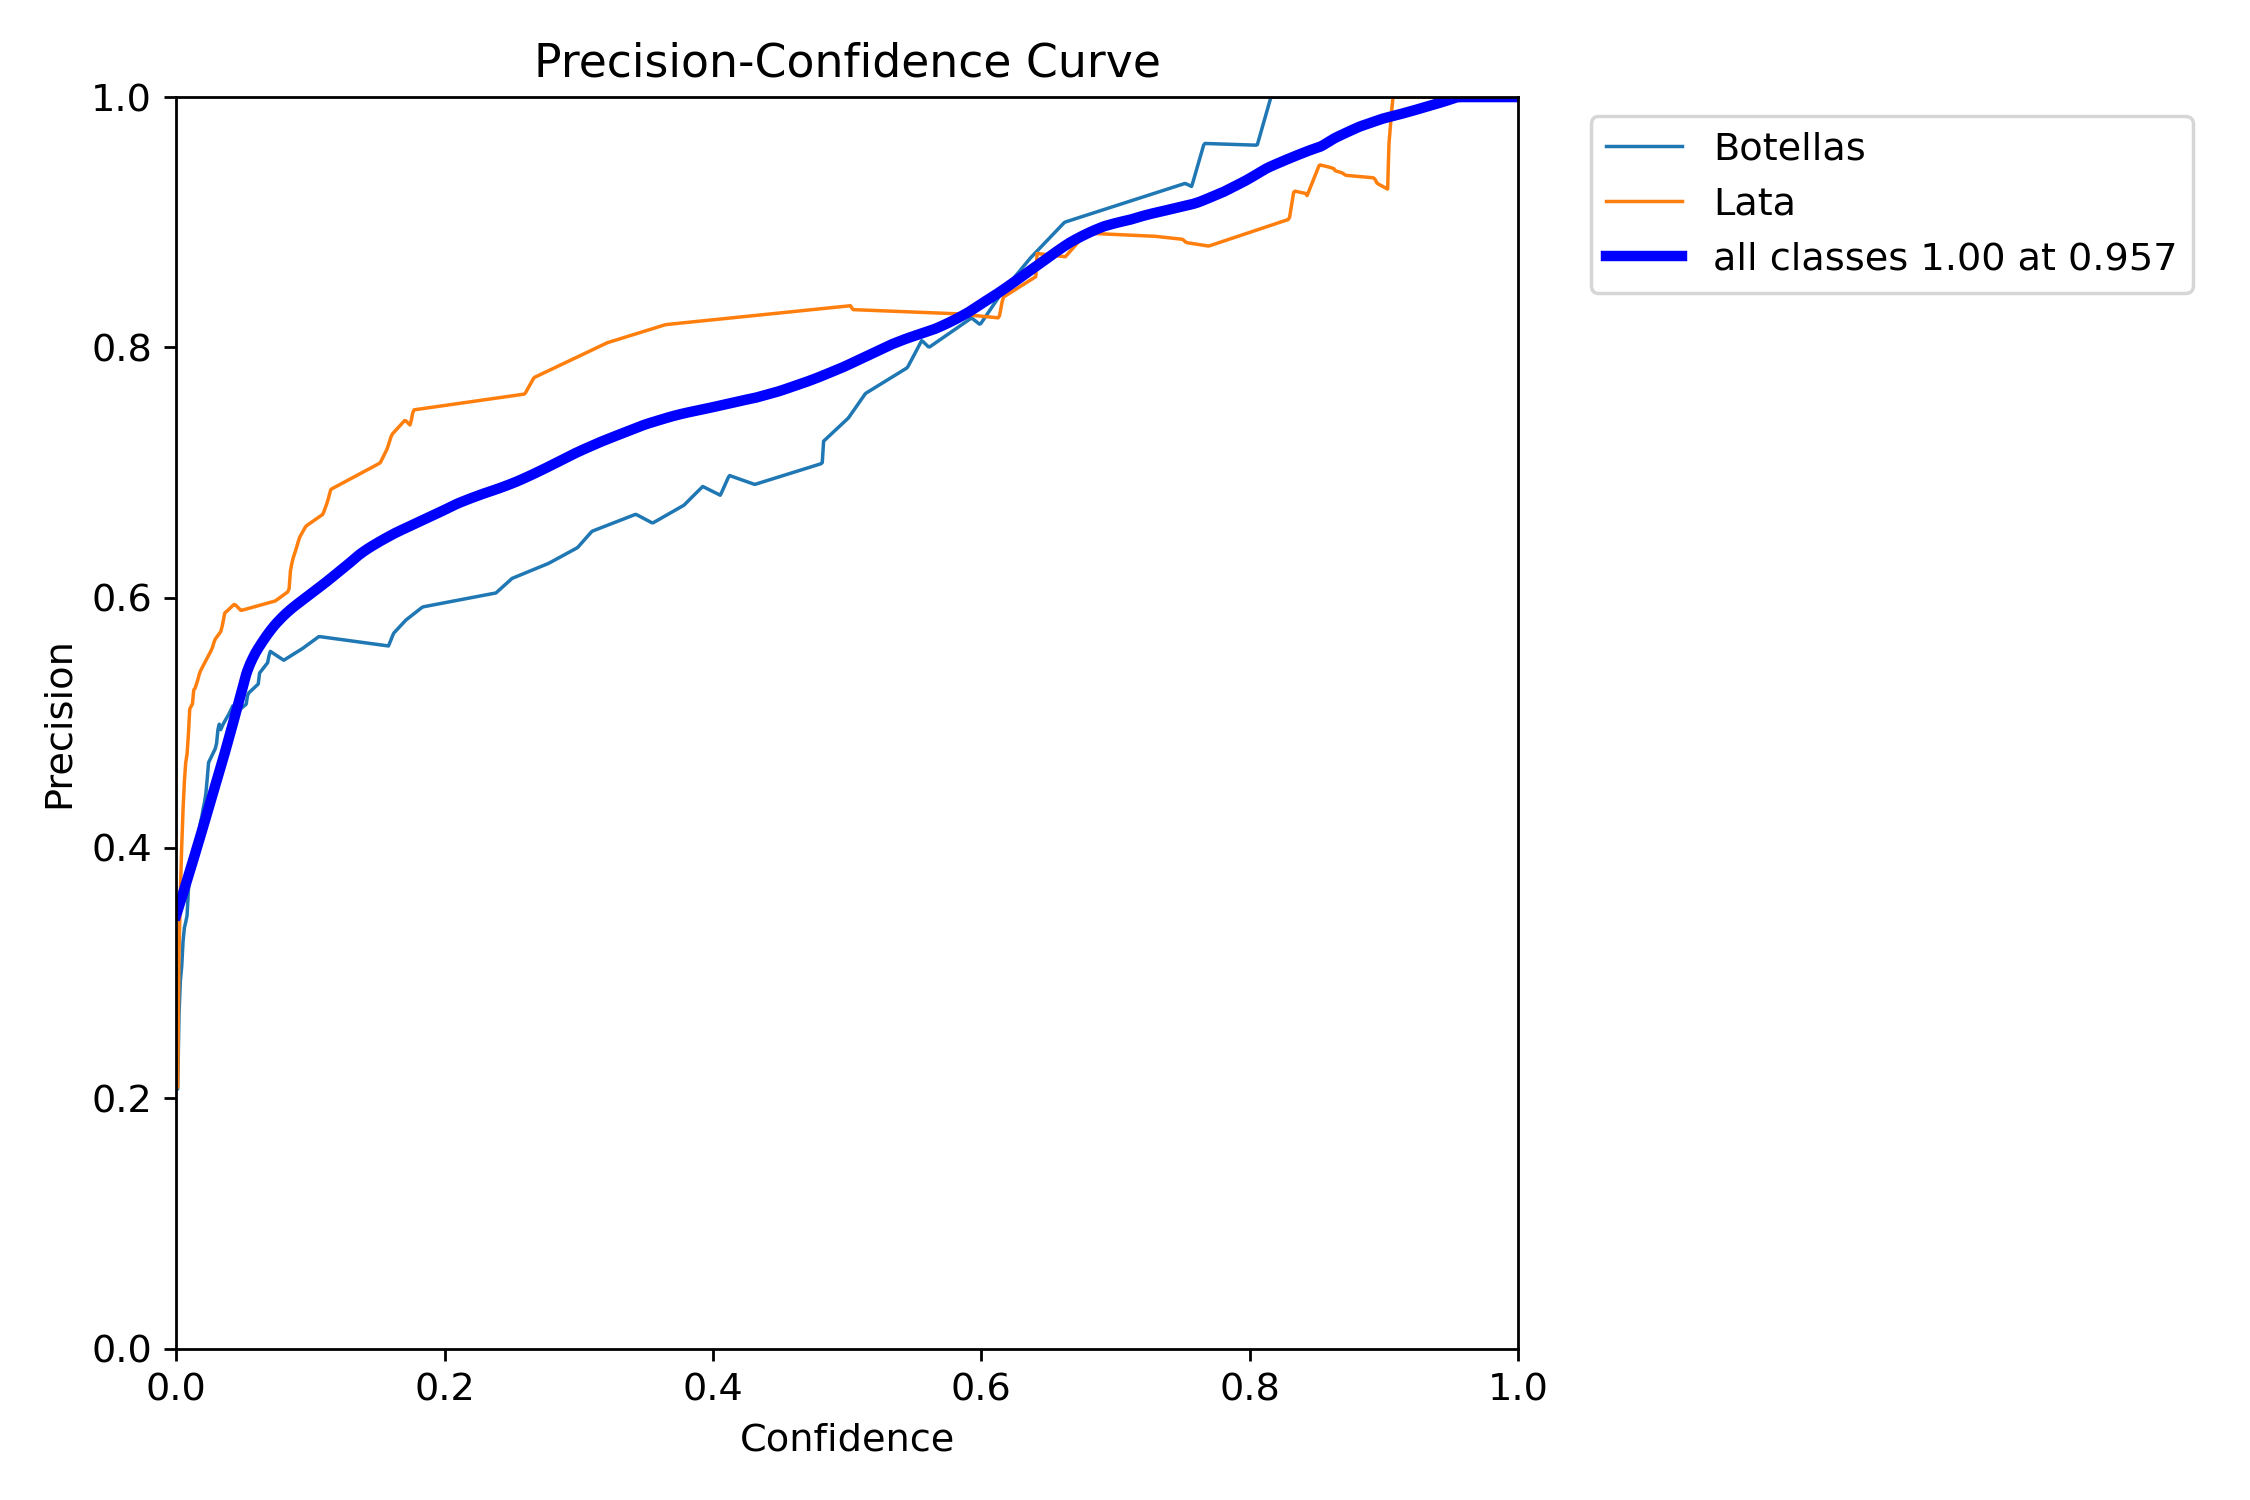 Precision-Confidence Curve
1.0
0.8
0.6
0.4
0.2
0.0
Precision
0.0 0.2 0.4 0.6 0.8 1.0
Confidence
Botellas
Lata
all classes 1.00 at 0.957